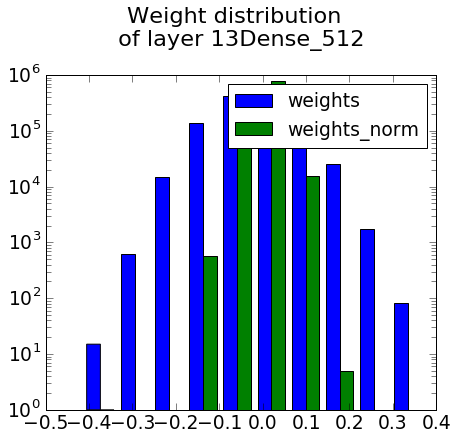 Weight distribution
of layer 13Dense_512
weights
weights_norm
10^6
10^5
10^4
10^3
10^2
10^1
10^0
−0.5 −0.4 −0.3 −0.2 −0.1 0.0 0.1 0.2 0.3 0.4